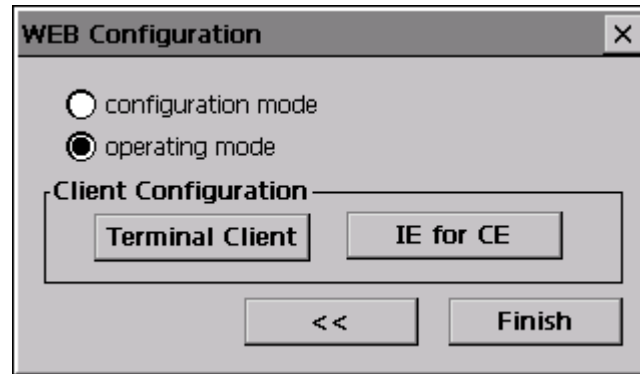 WEB Configuration
configuration mode
operating mode
Client Configuration
Terminal Client IE for CE
<< Finish